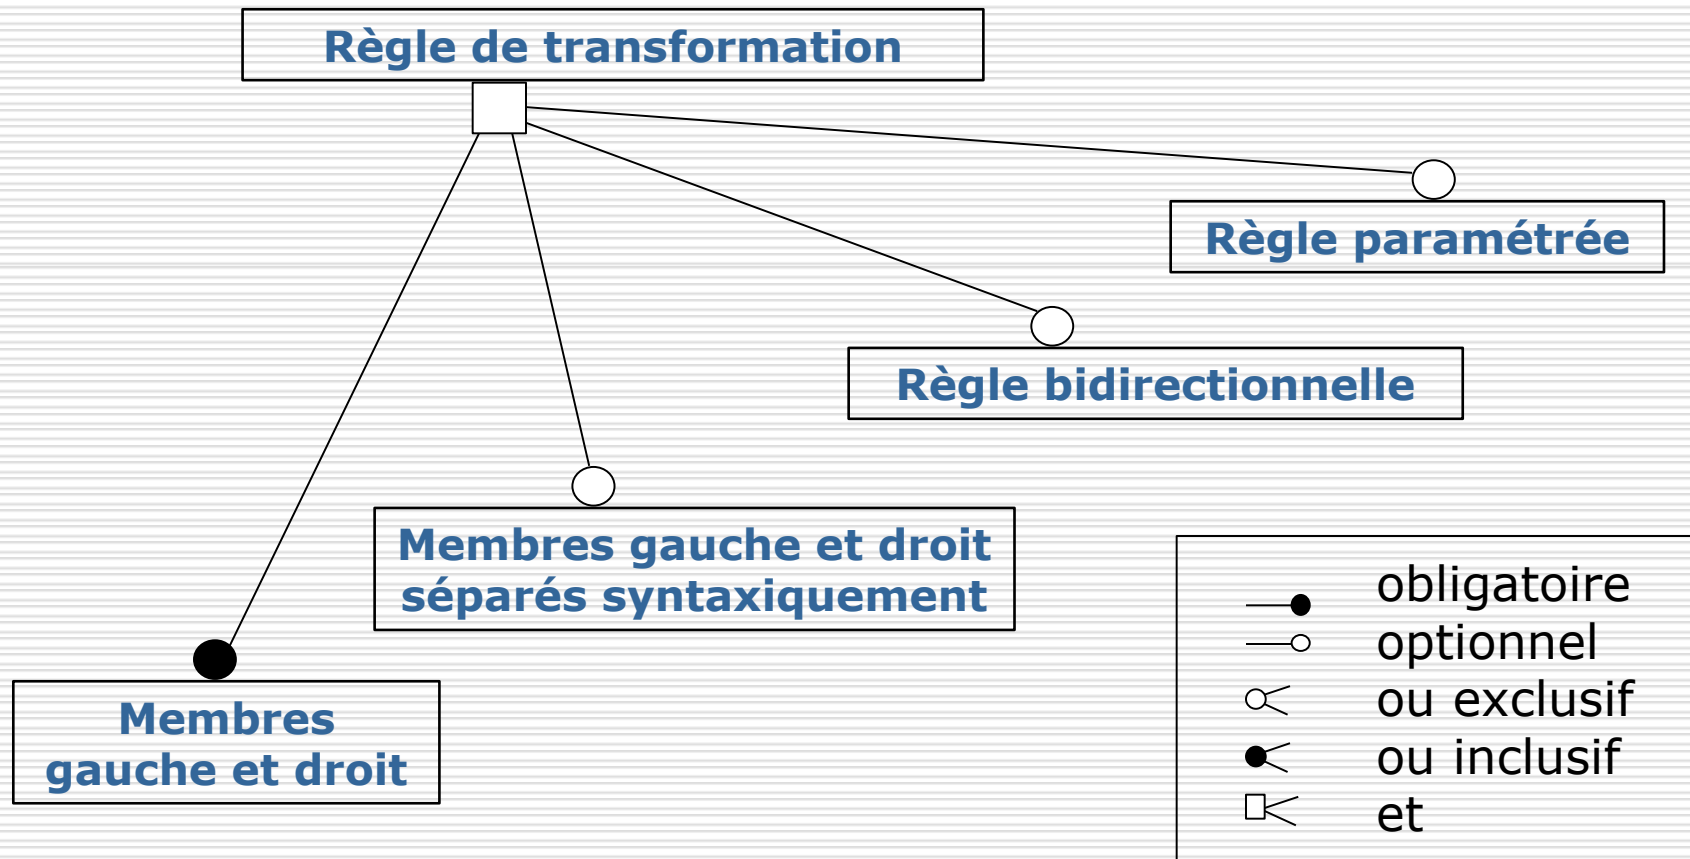 Règle de transformation
Règle paramétrée
Règle bidirectionnelle
Membres gauche et droit
séparés syntaxiquement
Membres
gauche et droit
obligatoire
optionnel
ou exclusif
ou inclusif
et